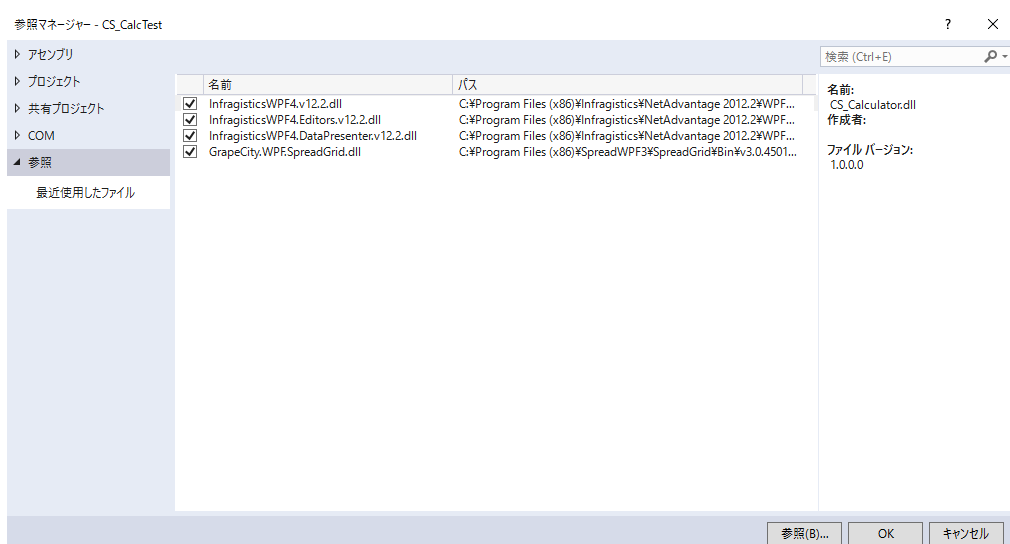 参照マネージャー - CS_CalcTest
?
アセンブリ
プロジェクト
共有プロジェクト
COM
参照
最近使用したファイル
名前 パス
InfragisticsWPF4.v12.2.dll C:¥Program Files (x86)¥Infragistics¥NetAdvantage 2012.2¥WPF...
InfragisticsWPF4.Editors.v12.2.dll C:¥Program Files (x86)¥Infragistics¥NetAdvantage 2012.2¥WPF...
InfragisticsWPF4.DataPresenter.v12.2.dll C:¥Program Files (x86)¥Infragistics¥NetAdvantage 2012.2¥WPF...
GrapeCity.WPF.SpreadGrid.dll C:¥Program Files (x86)¥SpreadWPF3¥SpreadGrid¥Bin¥v3.0.4501...
検索 (Ctrl+E)
名前:
CS_Calculator.dll
作成者:
ファイル バージョン:
1.0.0.0
参照(B)... OK キャンセル